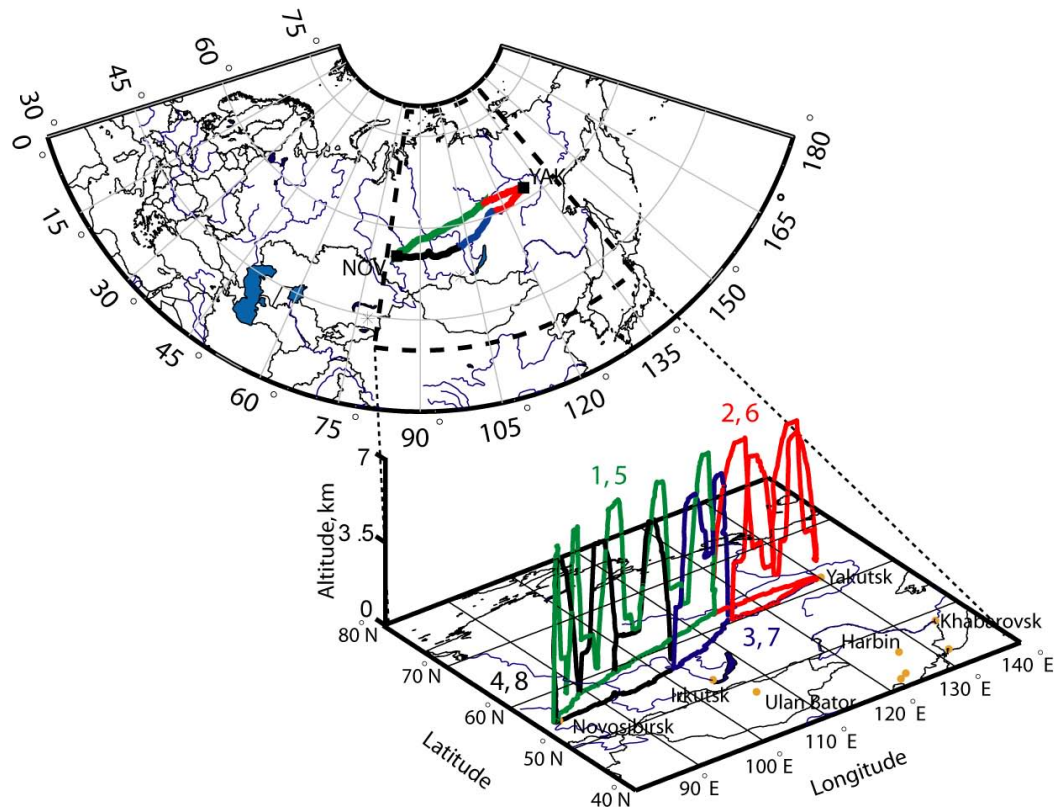 75°
60°
45°
30°
0°
15°
30°
45°
60°
75°
90°
105°
120°
135°
150°
165°
180°
YAK
NOV
7
3.5
0
Altitude, km
1,5
2,6
3,7
4,8
Yakutsk
Khabarovsk
Harbin
Irkutsk
Ulan Bator
Novosibirsk
80 N
70°N
60°N
50°N
40°N
Latitude
90°E
100°E
110°E
120°E
130°E
140°E
Longitude